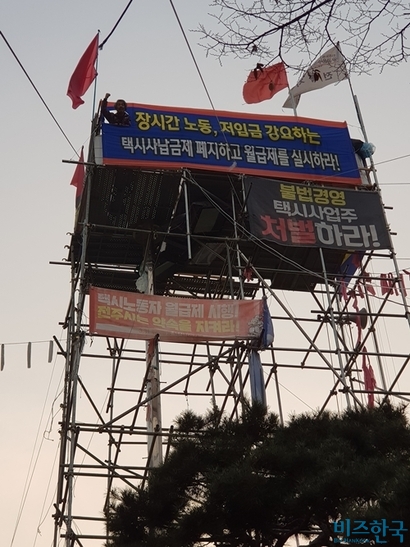 장시간 노동, 저임금 강요하는
택시사납금제 폐지하고 월급제를 실시하라!
불법경영
택시사업주
처벌하라!
택시노동자 월급제 시행!
전주시는 약속을 지켜라!
비즈한국